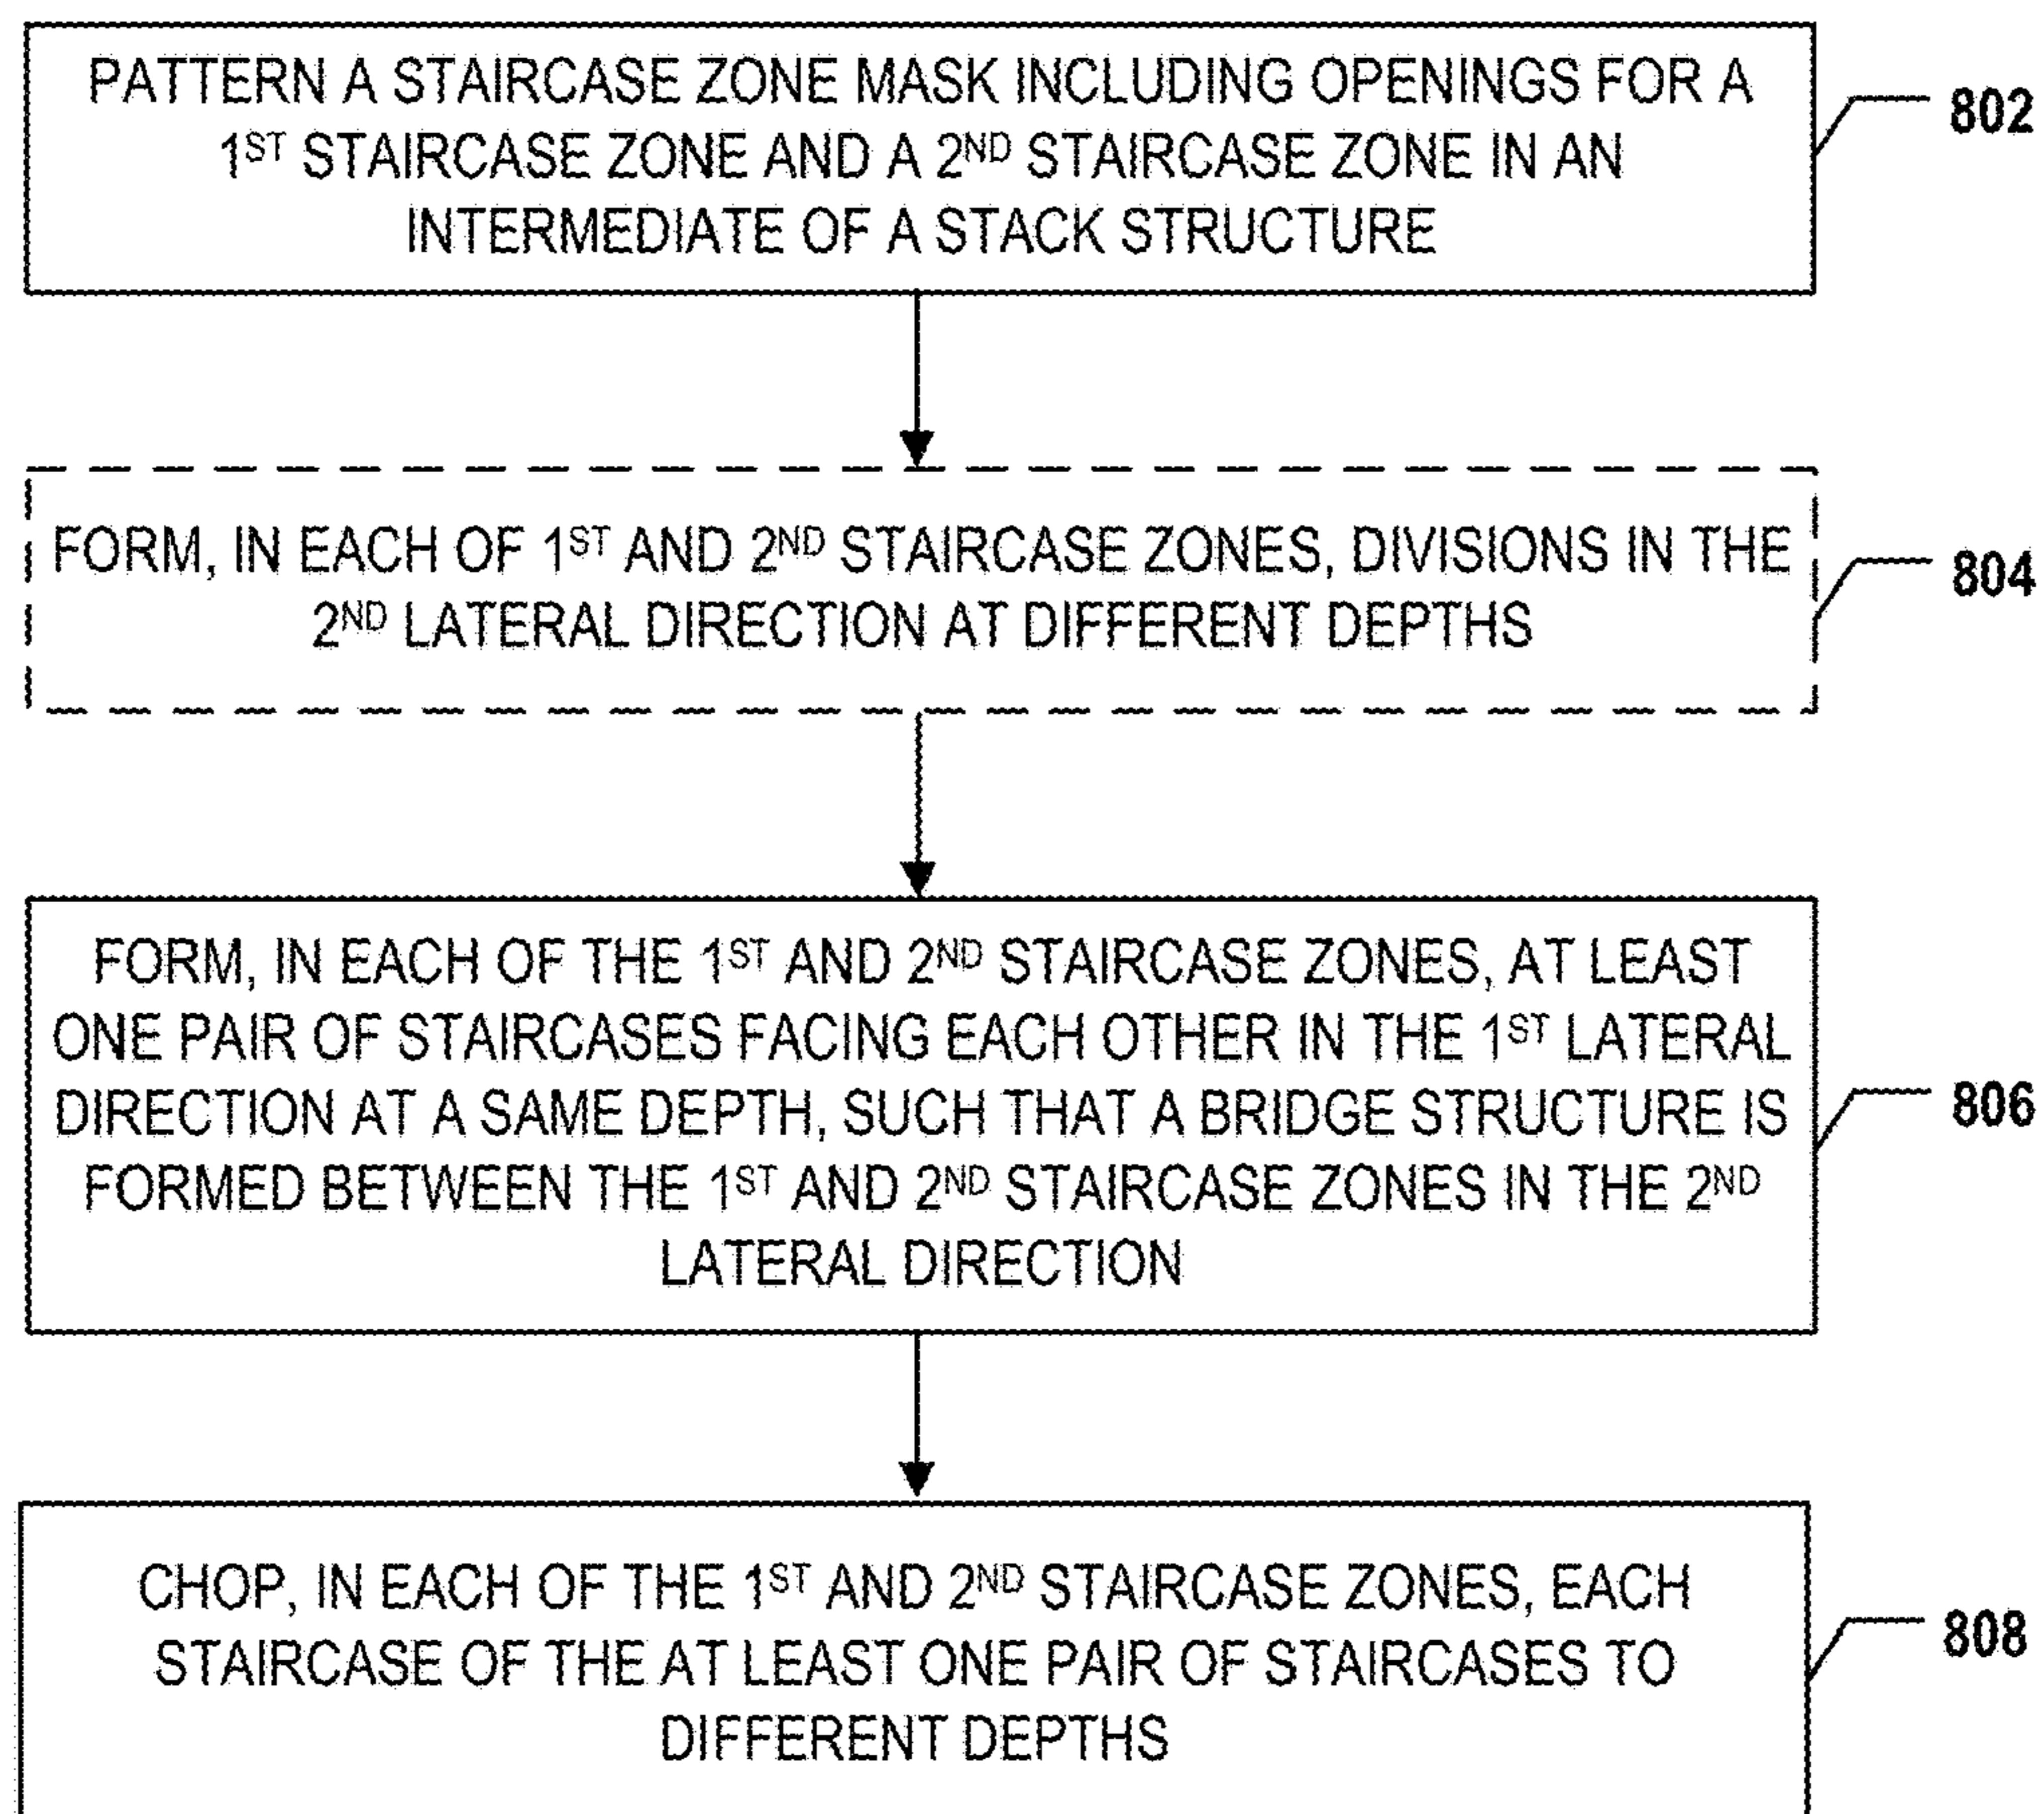 PATTERN A STAIRCASE ZONE MASK INCLUDING OPENINGS FOR A
1ST STAIRCASE ZONE AND A 2ND STAIRCASE ZONE IN AN
INTERMEDIATE OF A STACK STRUCTURE
802
FORM, IN EACH OF 1ST AND 2ND STAIRCASE ZONES, DIVISIONS IN THE
2ND LATERAL DIRECTION AT DIFFERENT DEPTHS
804
FORM, IN EACH OF THE 1ST AND 2ND STAIRCASE ZONES, AT LEAST
ONE PAIR OF STAIRCASES FACING EACH OTHER IN THE 1ST LATERAL
DIRECTION AT A SAME DEPTH, SUCH THAT A BRIDGE STRUCTURE IS
FORMED BETWEEN THE 1ST AND 2ND STAIRCASE ZONES IN THE 2ND
LATERAL DIRECTION
806
CHOP, IN EACH OF THE 1ST AND 2ND STAIRCASE ZONES, EACH
STAIRCASE OF THE AT LEAST ONE PAIR OF STAIRCASES TO
DIFFERENT DEPTHS
808